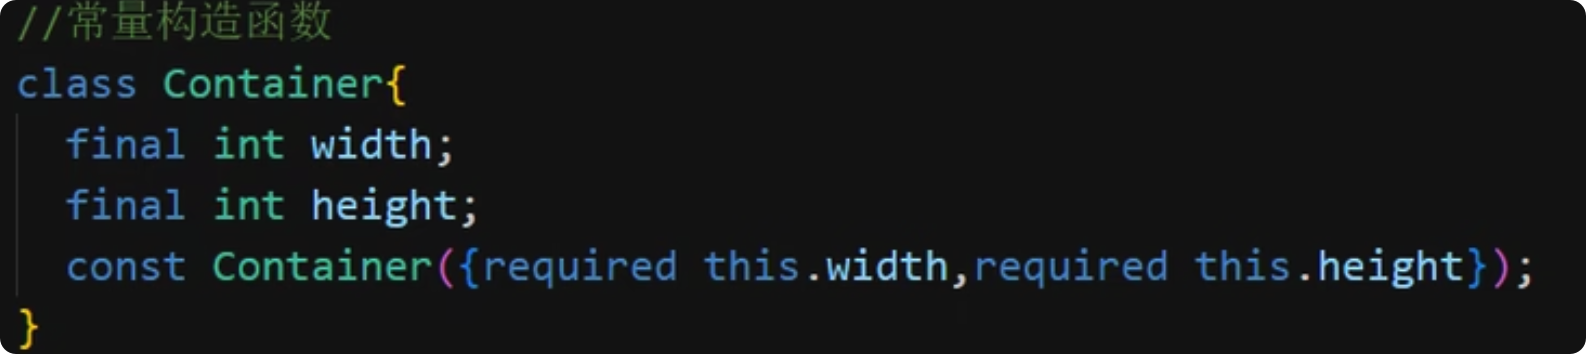 //常量构造函数
class Container{
  final int width;
  final int height;
  const Container({required this.width,required this.height});
}